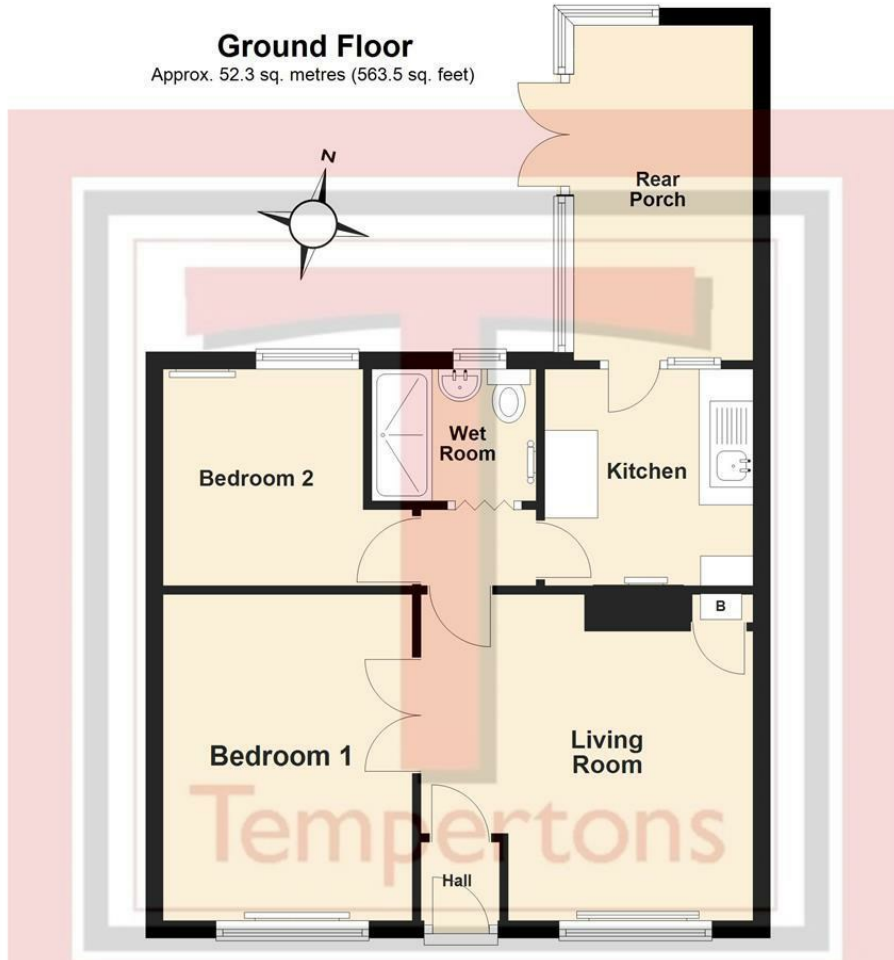 Ground Floor
Approx. 52.3 sq. metres (563.5 sq. feet)
N
Rear
Porch
Wet
Room
Bedroom 2
Kitchen
B
Bedroom 1
Living
Room
Tempertons
Hall